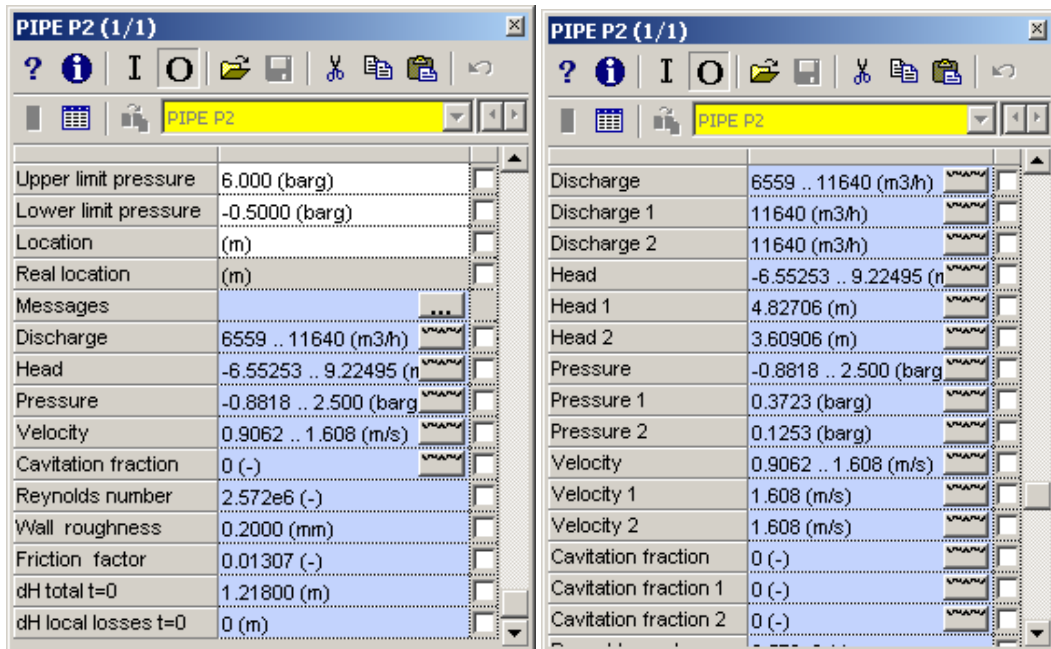 PIPE P2 (1/1)
? i I O
PIPE P2
Upper limit pressure 6.000 (barg)
Lower limit pressure -0.5000 (barg)
Location (m)
Real location (m)
Messages ...
Discharge 6559 .. 11640 (m3/h)
Head -6.55253 .. 9.22495 (m
Pressure -0.8818 .. 2.500 (barg
Velocity 0.9062 .. 1.608 (m/s)
Cavitation fraction 0 (-)
Reynolds number 2.572e6 (-)
Wall roughness 0.2000 (mm)
Friction factor 0.01307 (-)
dH total t=0 1.21800 (m)
dH local losses t=0 0 (m)
PIPE P2 (1/1)
? i I O
PIPE P2
Discharge 6559 .. 11640 (m3/h)
Discharge 1 11640 (m3/h)
Discharge 2 11640 (m3/h)
Head -6.55253 .. 9.22495 (m
Head 1 4.82706 (m)
Head 2 3.60906 (m)
Pressure -0.8818 .. 2.500 (barg
Pressure 1 0.3723 (barg)
Pressure 2 0.1253 (barg)
Velocity 0.9062 .. 1.608 (m/s)
Velocity 1 1.608 (m/s)
Velocity 2 1.608 (m/s)
Cavitation fraction 0 (-)
Cavitation fraction 1 0 (-)
Cavitation fraction 2 0 (-)